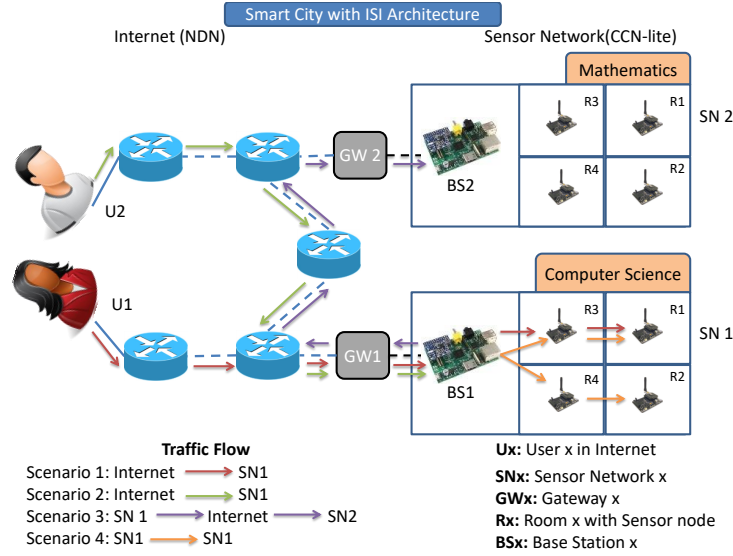 Smart City with ISI Architecture
Internet (NDN)
Sensor Network(CCN-lite)
Mathematics
R3
R1
SN 2
GW 2
R4
R2
BS2
U2
Computer Science
U1
R3
R1
SN 1
GW1
BS1
R4
R2
Traffic Flow
Scenario 1: Internet SN1
Scenario 2: Internet SN1
Scenario 3: SN 1 Internet SN2
Scenario 4: SN1 SN1
Ux: User x in Internet
SNx: Sensor Network x
GWx: Gateway x
Rx: Room x with Sensor node
BSx: Base Station x